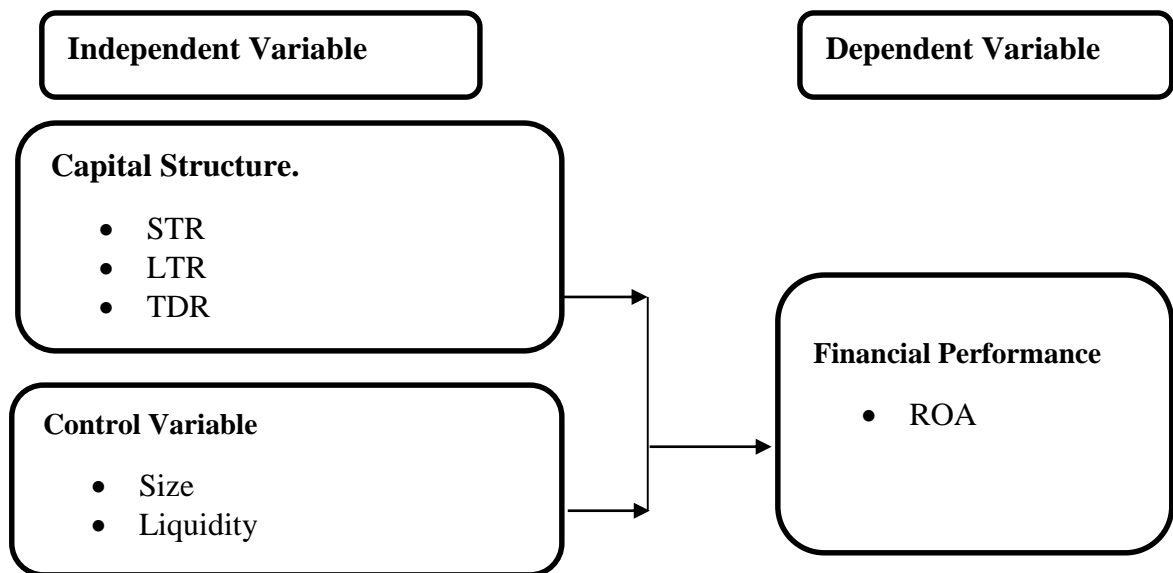 Independent Variable
Dependent Variable
Capital Structure.
• STR
• LTR
• TDR
Control Variable
• Size
• Liquidity
Financial Performance
• ROA